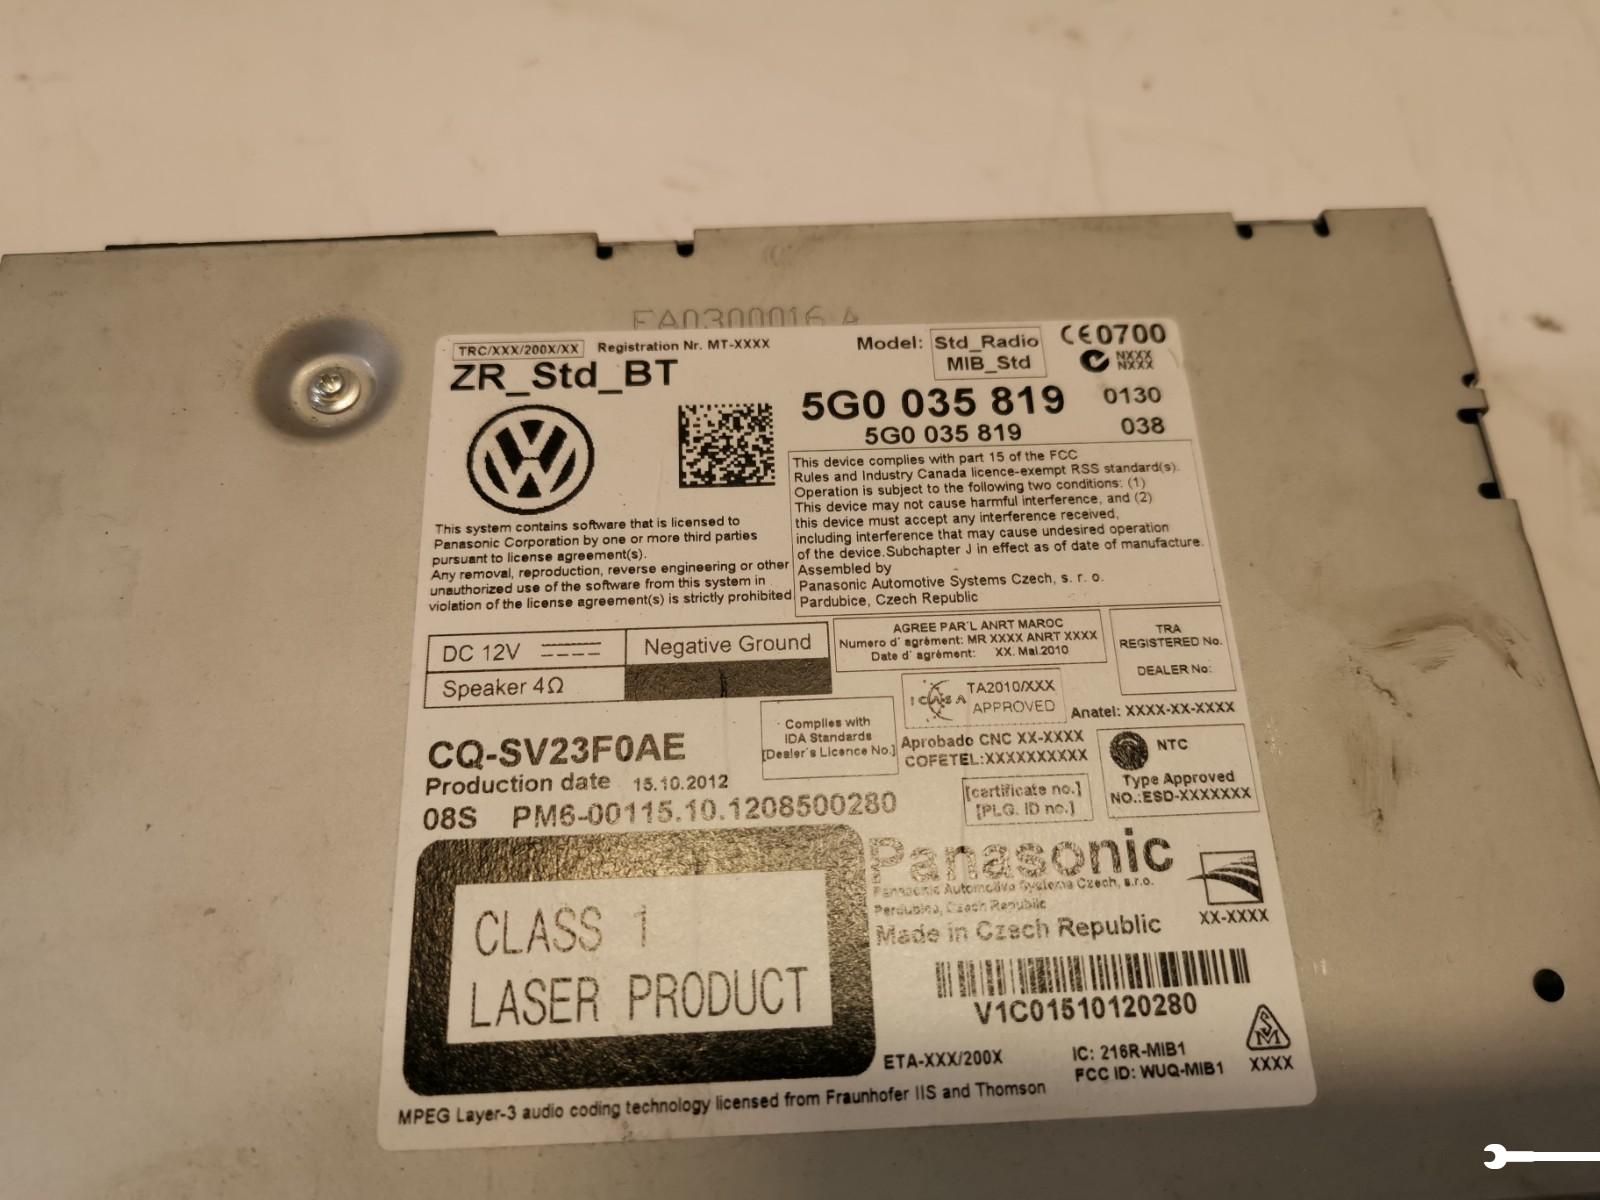 FA0300016 A
TRC/XXX/200X/XX Registration Nr. MT-XXXX
ZR_Std_BT
Model: Std_Radio
MIB_Std
CE0700
NXXX
NXXX
5G0 035 819 0130
5G0 035 819 038
This system contains software that is licensed to
Panasonic Corporation by one or more third parties
pursuant to license agreement(s).
Any removal, reproduction, reverse engineering or other
unauthorized use of the software from this system in
violation of the license agreement(s) is strictly prohibited
This device complies with part 15 of the FCC
Rules and Industry Canada licence-exempt RSS standard(s).
Operation is subject to the following two conditions: (1)
This device may not cause harmful interference, and (2)
this device must accept any interference received,
including interference that may cause undesired operation
of the device.Subchapter J in effect as of date of manufacture.
Assembled by
Panasonic Automotive Systems Czech, s. r. o.
Pardubice, Czech Republic
DC 12V
Negative Ground
Speaker 4Ω
AGREE PAR'L ANRT MAROC
Numero d' agrément: MR XXXX ANRT XXXX
Date d' agrément: XX. Mai.2010
TRA
REGISTERED No.
DEALER No:
ICASA TA2010/XXX
APPROVED
Anatel: XXXX-XX-XXXX
Complies with
IDA Standards
[Dealer's Licence No.]
Aprobado CNC XX-XXXX
COFETEL:XXXXXXXXXX
NTC
Type Approved
NO.:ESD-XXXXXXX
[certificate no.]
[PLG. ID no.]
CQ-SV23F0AE
Production date 15.10.2012
08S PM6-00115.10.1208500280
CLASS 1
LASER PRODUCT
Panasonic
Panasonic Automotive Systems Czech, s.r.o.
Pardubice, Czech Republic
Made in Czech Republic
XX-XXXX
V1C01510120280
ETA-XXX/200X
IC: 216R-MIB1
FCC ID: WUQ-MIB1
XXXX
MPEG Layer-3 audio coding technology licensed from Fraunhofer IIS and Thomson